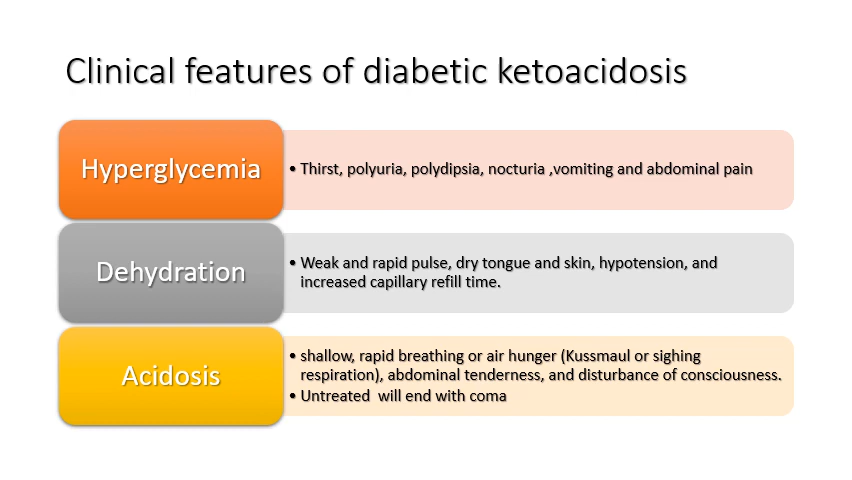 Clinical features of diabetic ketoacidosis
Hyperglycemia
• Thirst, polyuria, polydipsia, nocturia ,vomiting and abdominal pain
Dehydration
• Weak and rapid pulse, dry tongue and skin, hypotension, and
increased capillary refill time.
Acidosis
• shallow, rapid breathing or air hunger (Kussmaul or sighing
respiration), abdominal tenderness, and disturbance of consciousness.
• Untreated  will end with coma